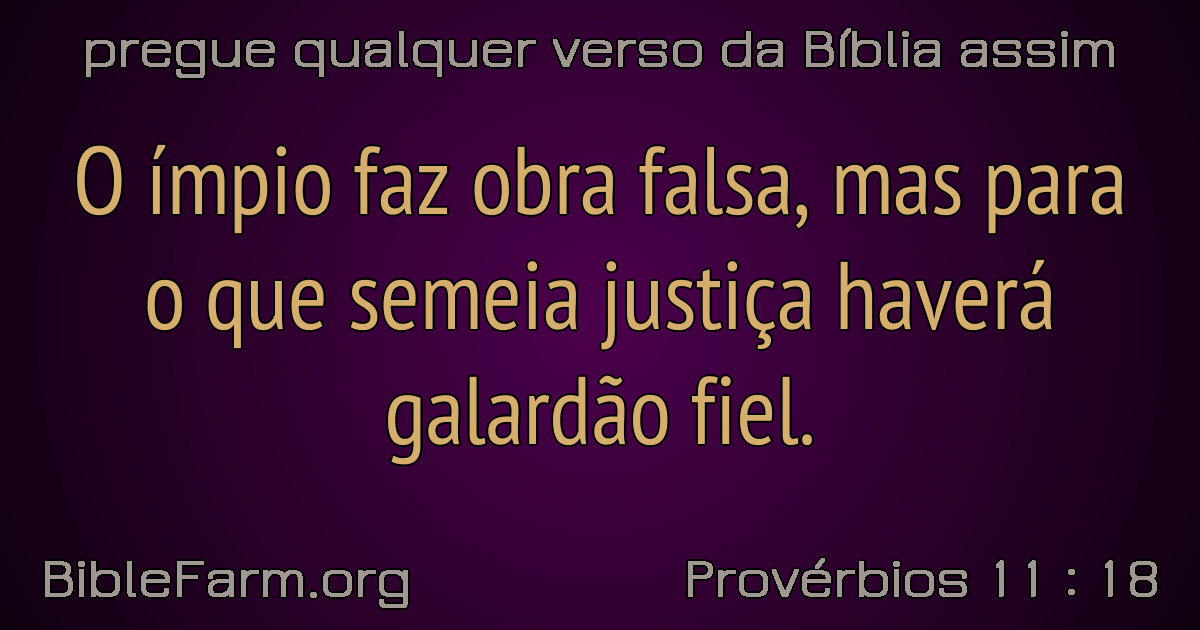 pregue qualquer verso da Bíblia assim
O ímpio faz obra falsa, mas para
o que semeia justiça haverá
galardão fiel.
BibleFarm.org
Provérbios 11 : 18